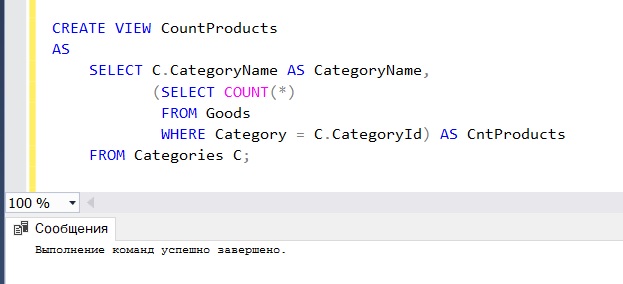 CREATE VIEW CountProducts
AS
SELECT C.CategoryName AS CategoryName,
(SELECT COUNT(*)
FROM Goods
WHERE Category = C.CategoryId) AS CntProducts
FROM Categories C;
100 %
Сообщения
Выполнение команд успешно завершено.